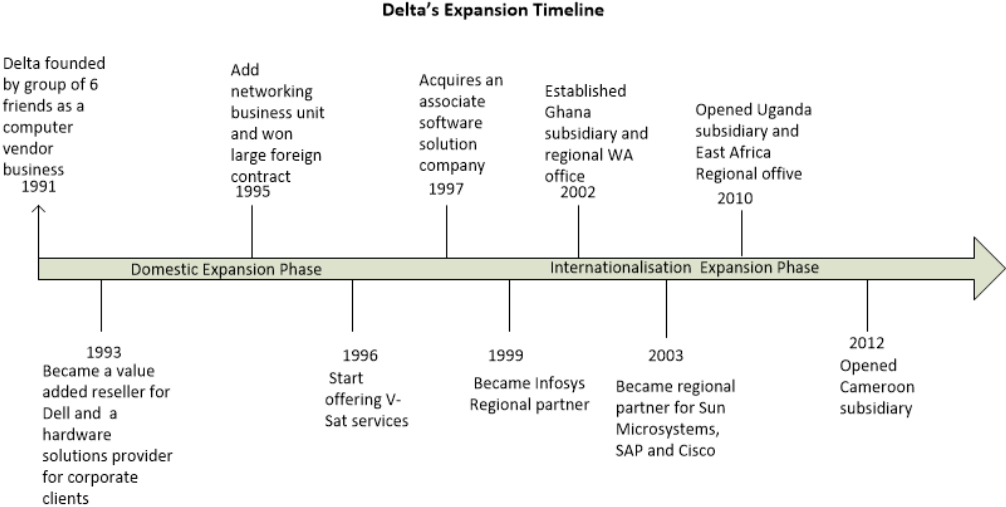 Delta's Expansion Timeline
Delta founded
by group of 6
friends as a
computer
vendor
business
1991
Add
networking
business unit
and won
large foreign
contract
1995
Acquires an
associate
software
solution
company
1997
Established
Ghana
subsidiary and
regional WA
office
2002
Opened Uganda
subsidiary and
East Africa
Regional offive
2010
Domestic Expansion Phase
Internationalisation Expansion Phase
1993
Became a value
added reseller for
Dell and a
hardware
solutions provider
for corporate
clients
1996
Start
offering V-
Sat services
1999
Became Infosys
Regional partner
2003
Became regional
partner for Sun
Microsystems,
SAP and Cisco
2012
Opened
Cameroon
subsidiary